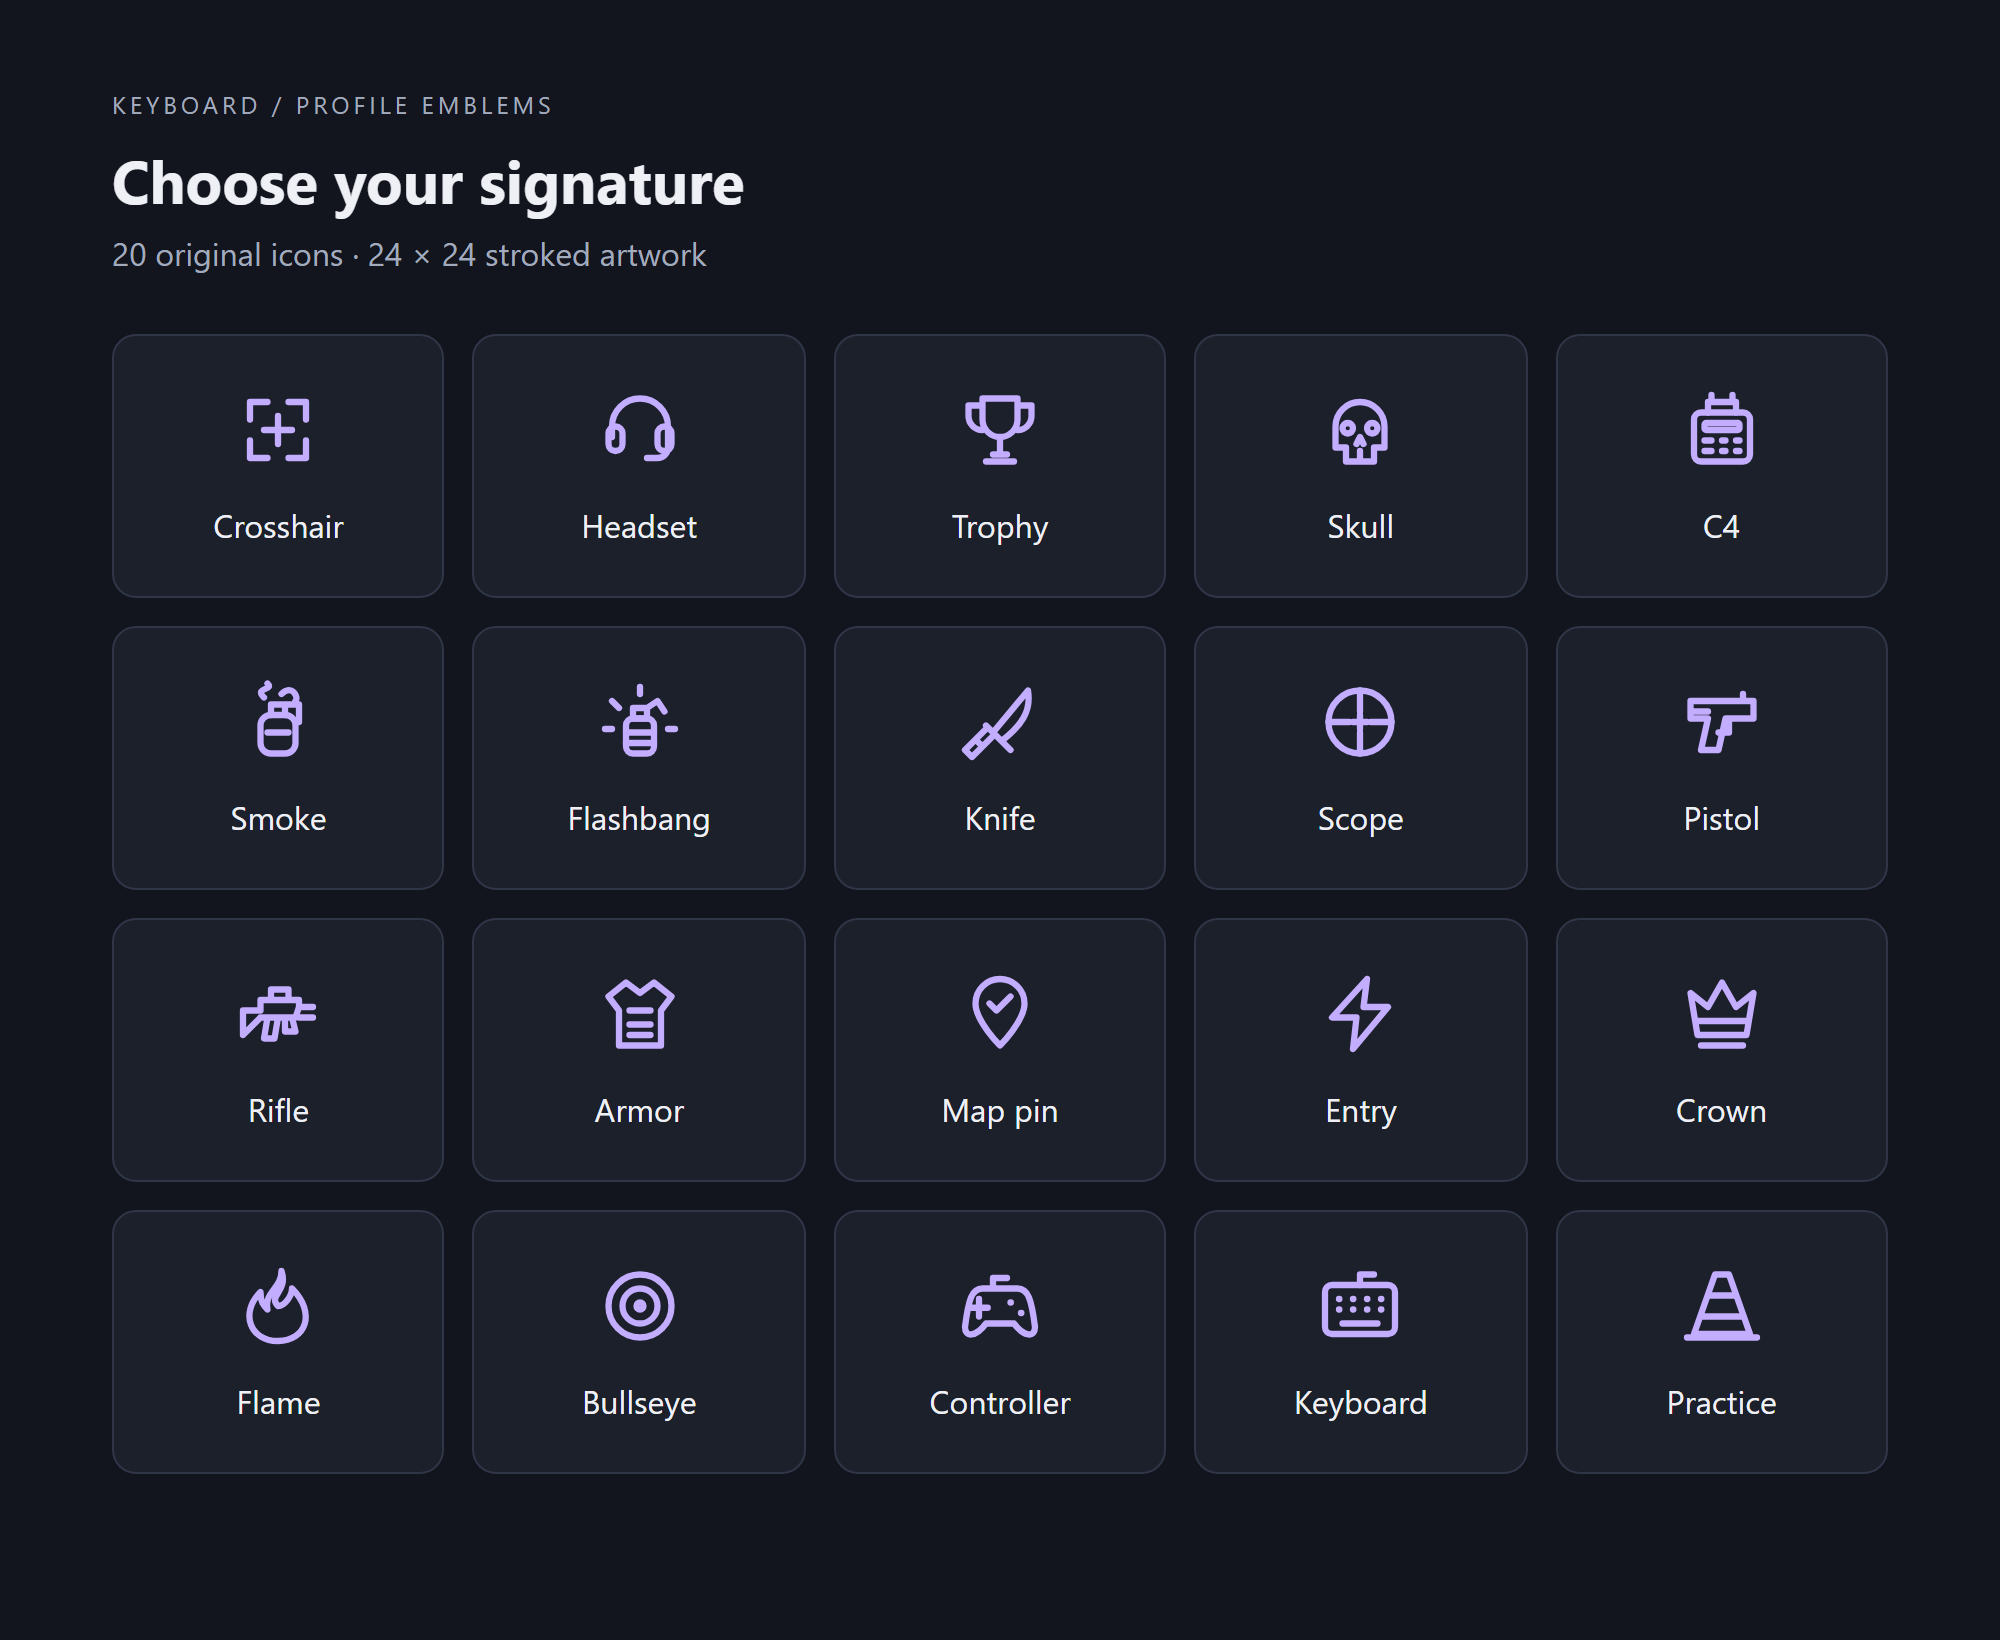 KEYBOARD / PROFILE EMBLEMS
Choose your signature
20 original icons · 24 × 24 stroked artwork
Crosshair
Headset
Trophy
Skull
C4
Smoke
Flashbang
Knife
Scope
Pistol
Rifle
Armor
Map pin
Entry
Crown
Flame
Bullseye
Controller
Keyboard
Practice